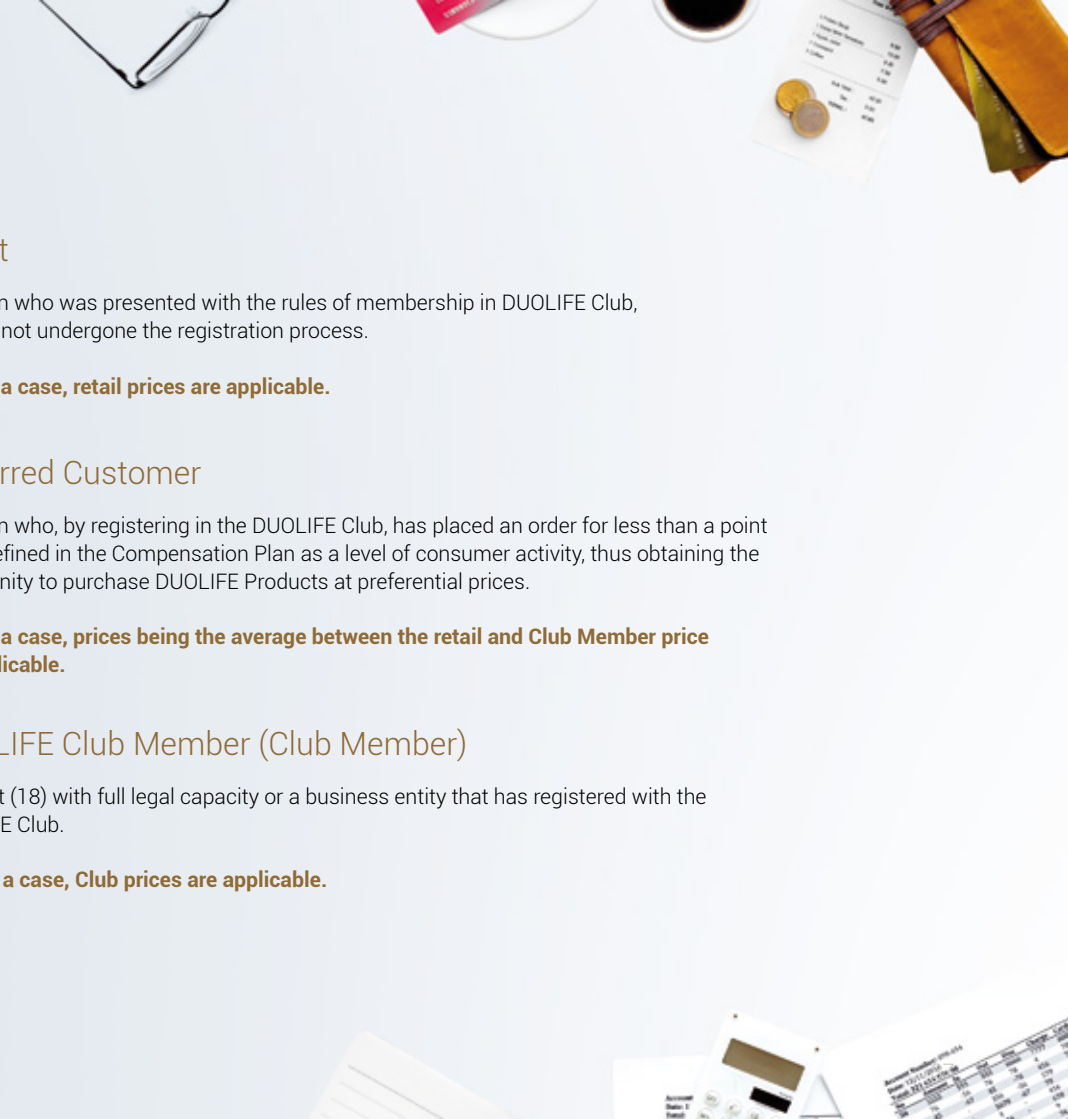 t
n who was presented with the rules of membership in DUOLIFE Club,
not undergone the registration process.
a case, retail prices are applicable.
rred Customer
n who, by registering in the DUOLIFE Club, has placed an order for less than a point
efined in the Compensation Plan as a level of consumer activity, thus obtaining the
nity to purchase DUOLIFE Products at preferential prices.
a case, prices being the average between the retail and Club Member price
licable.
LIFE Club Member (Club Member)
t (18) with full legal capacity or a business entity that has registered with the
E Club.
a case, Club prices are applicable.